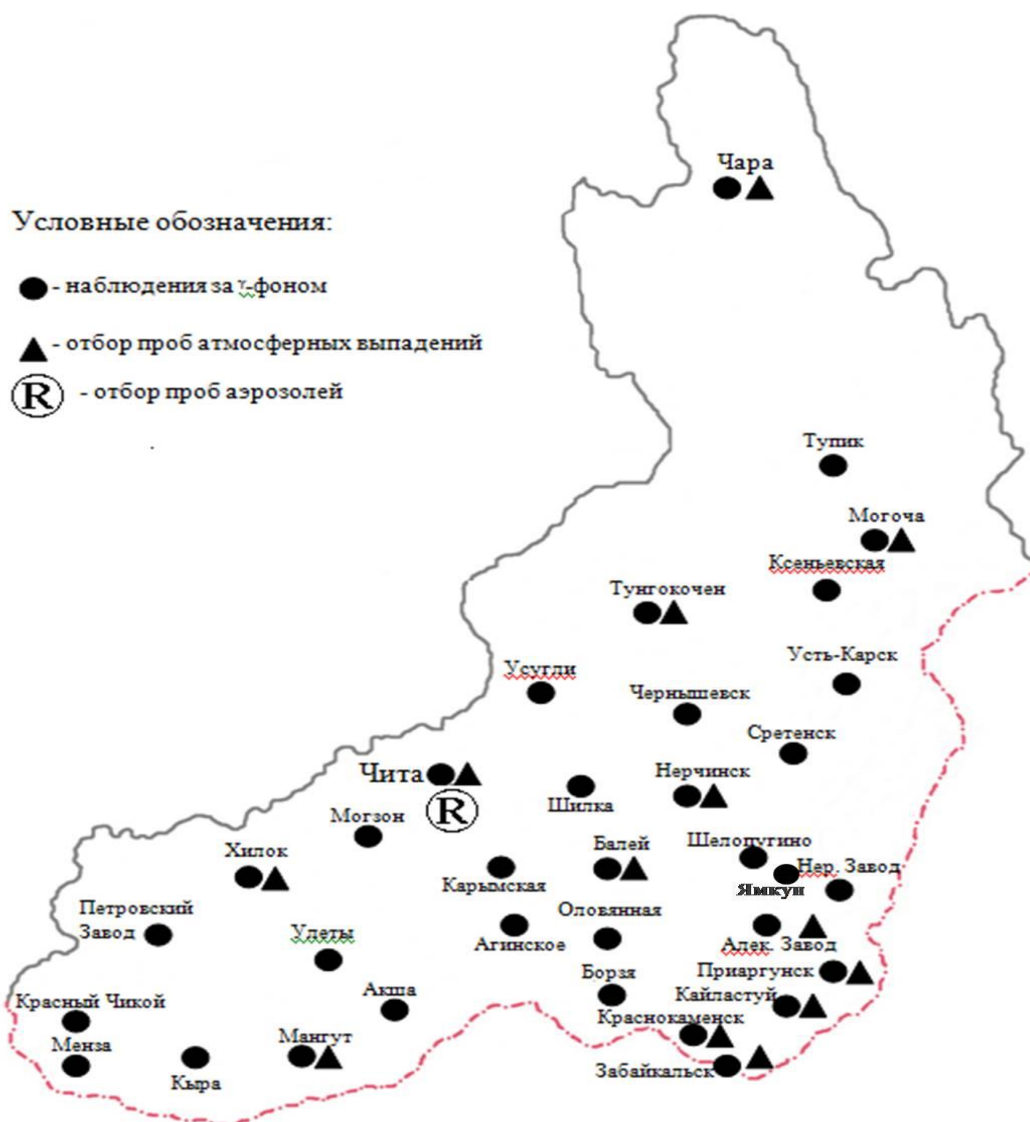 Чара
Условные обозначения:
- наблюдения за γ-фоном
- отбор проб атмосферных выпадений
R - отбор проб аэрозолей
Тупик
Могоча
Ксеньевская
Тунгокочен
Усть-Карск
Усугли
Чернышевск
Сретенск
Чита
Нерчинск
R
Шилка
Могзон
Шелопугино
Балей
Хилок
Нер. Завод
Карымская
Ямкун
Петровский
Завод
Оловянная
Улеты
Агинское
Алек. Завод
Приаргунск
Борзя
Акша
Кайластуй
Красный Чикой
Краснокаменск
Мангут
Менза
Забайкальск
Кыра